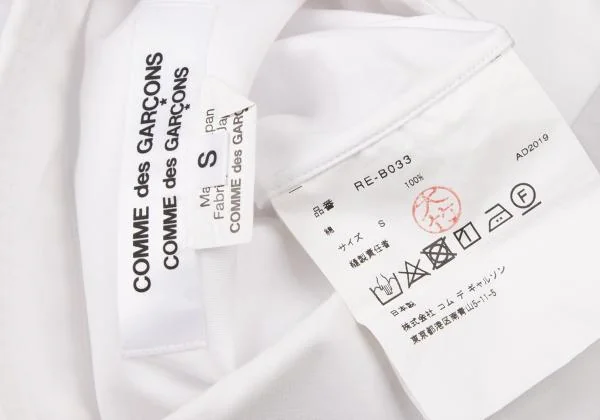 COMME des GARÇONS
COMME des GARÇONS
S
Ma pan
Fabri Ja
COMME des GARÇ
品番 RE-B033
AD2019
綿 100%
サイズ S
縫製責任者
日本製
株式会社 コム デ ギャルソン
東京都港区南青山5-11-5